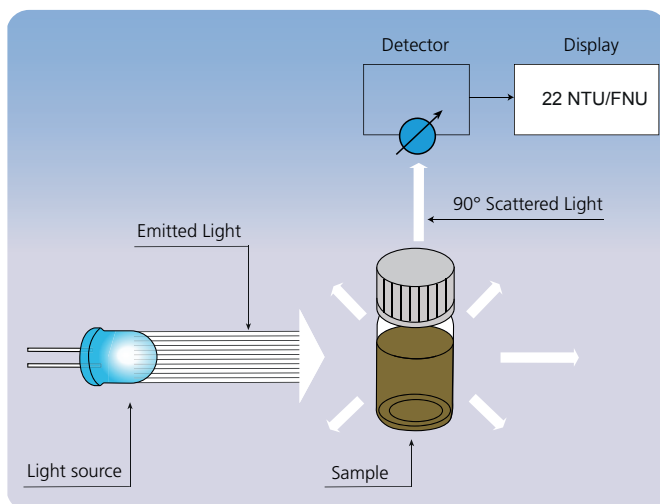 Detector
Display
22 NTU/FNU
90° Scattered Light
Emitted Light
Light source
Sample